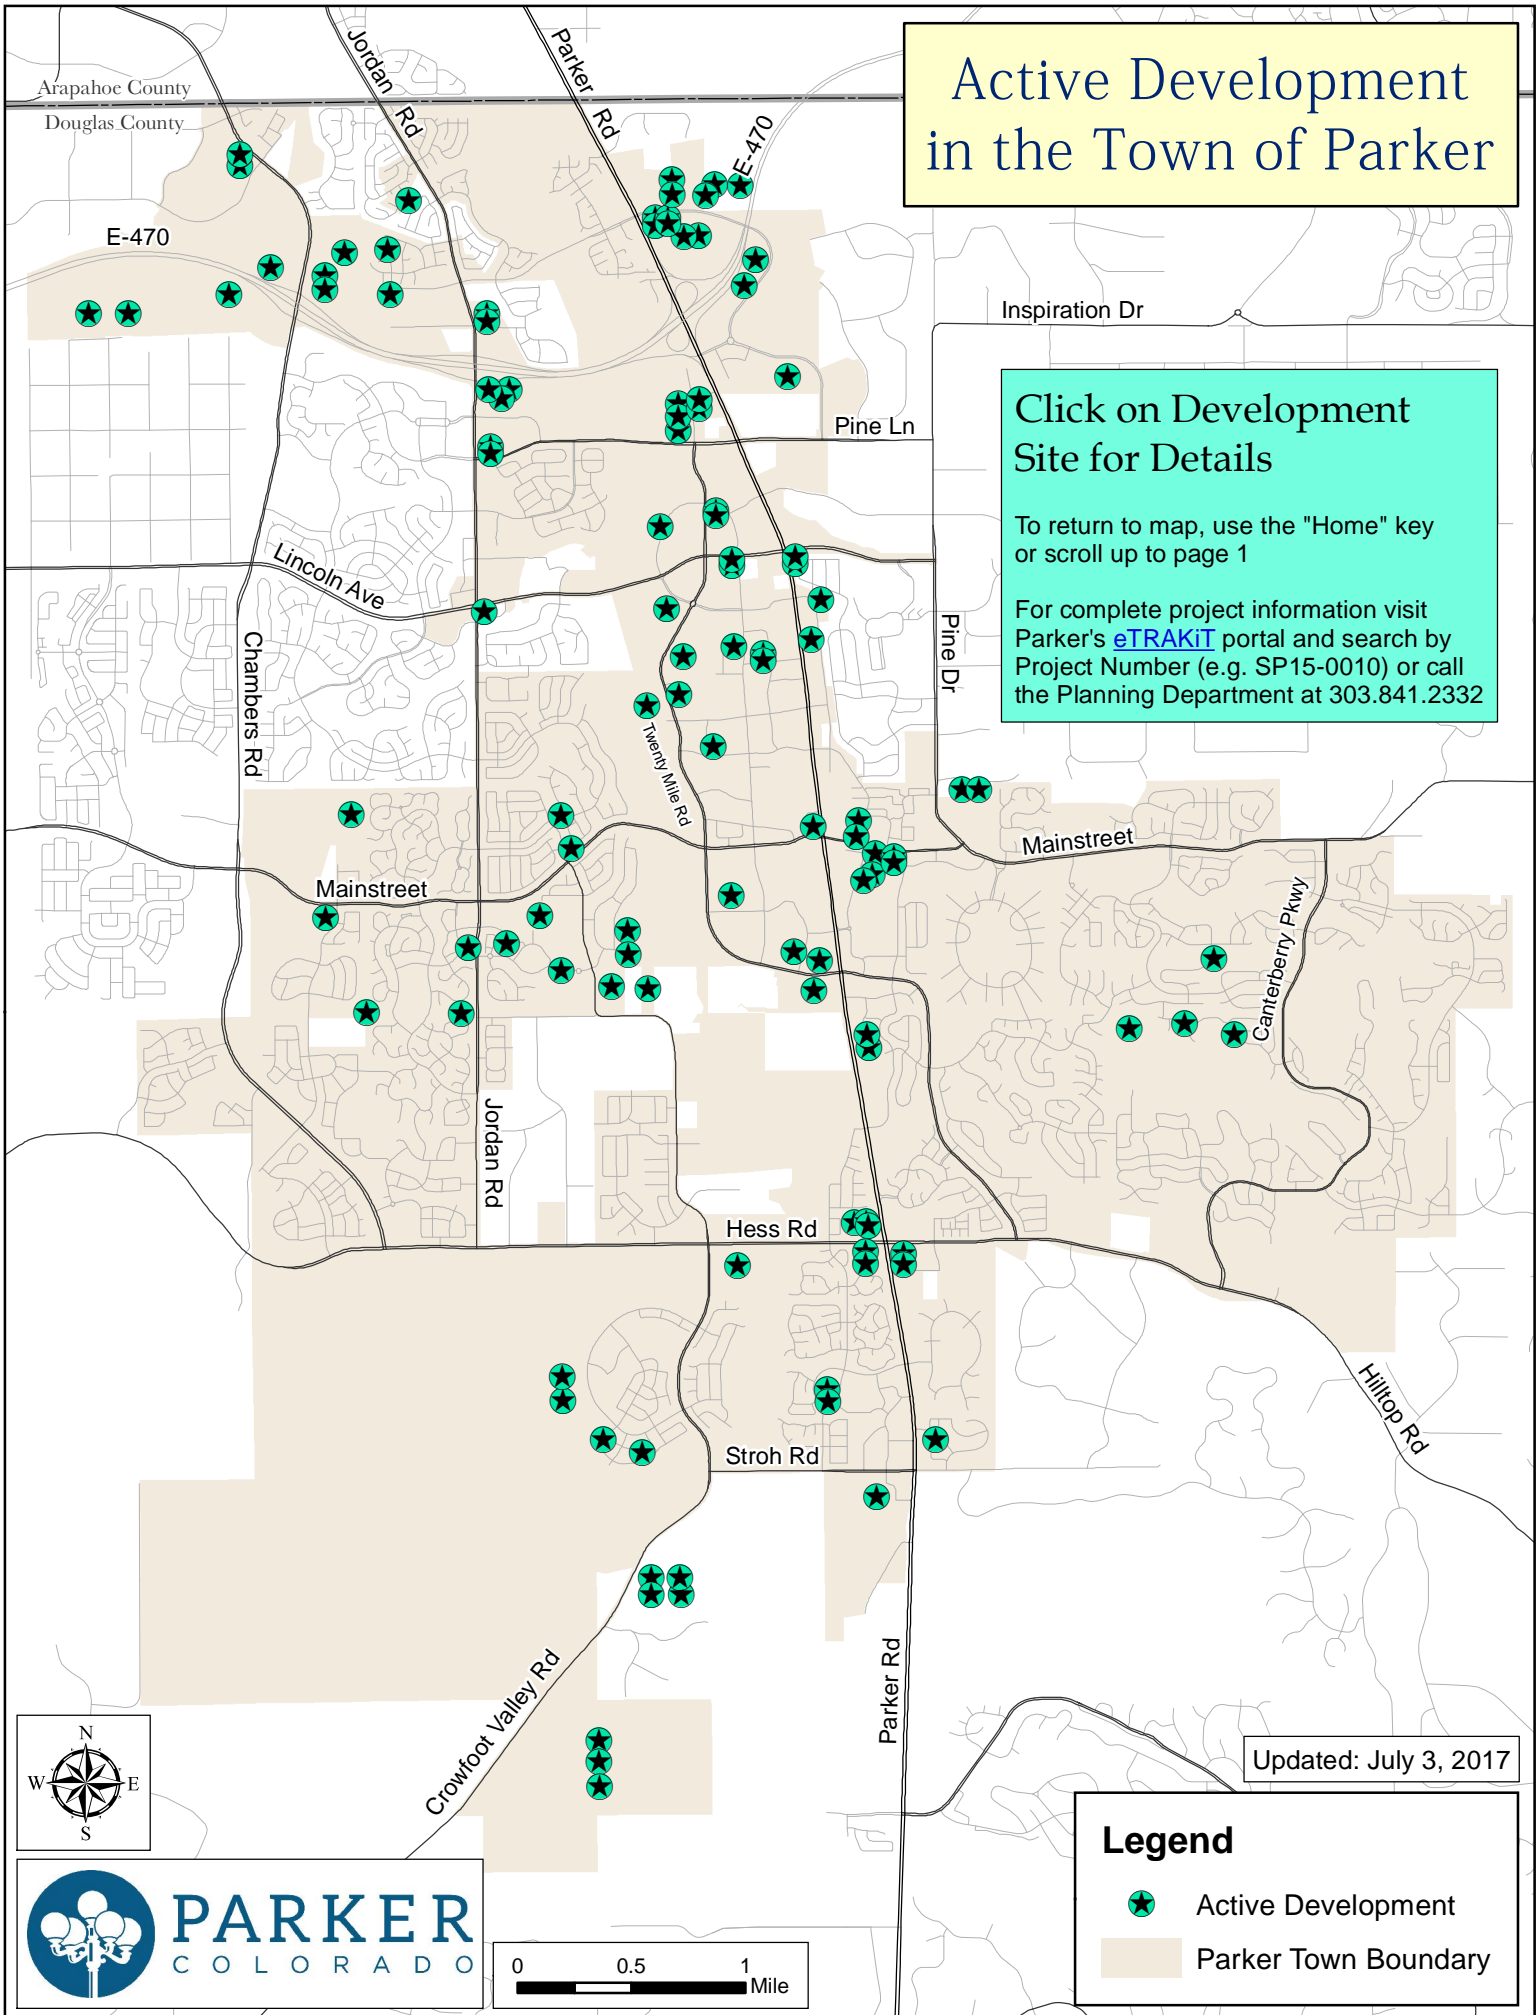 Active Development
in the Town of Parker
Arapahoe County
Douglas County
Jordan Rd
Parker Rd
E-470
E-470
Inspiration Dr
Click on Development
Site for Details
To return to map, use the "Home" key
or scroll up to page 1
For complete project information visit
Parker's eTRAKiT portal and search by
Project Number (e.g. SP15-0010) or call
the Planning Department at 303.841.2332
Pine Ln
Lincoln Ave
Chambers Rd
Pine Dr
Twenty Mile Rd
Mainstreet
Mainstreet
Canterberry Pkwy
Jordan Rd
Hess Rd
Hilltop Rd
Stroh Rd
Crowfoot Valley Rd
Parker Rd
N
W
E
S
Updated: July 3, 2017
Legend
Active Development
Parker Town Boundary
PARKER
COLORADO
0 0.5 1
Mile